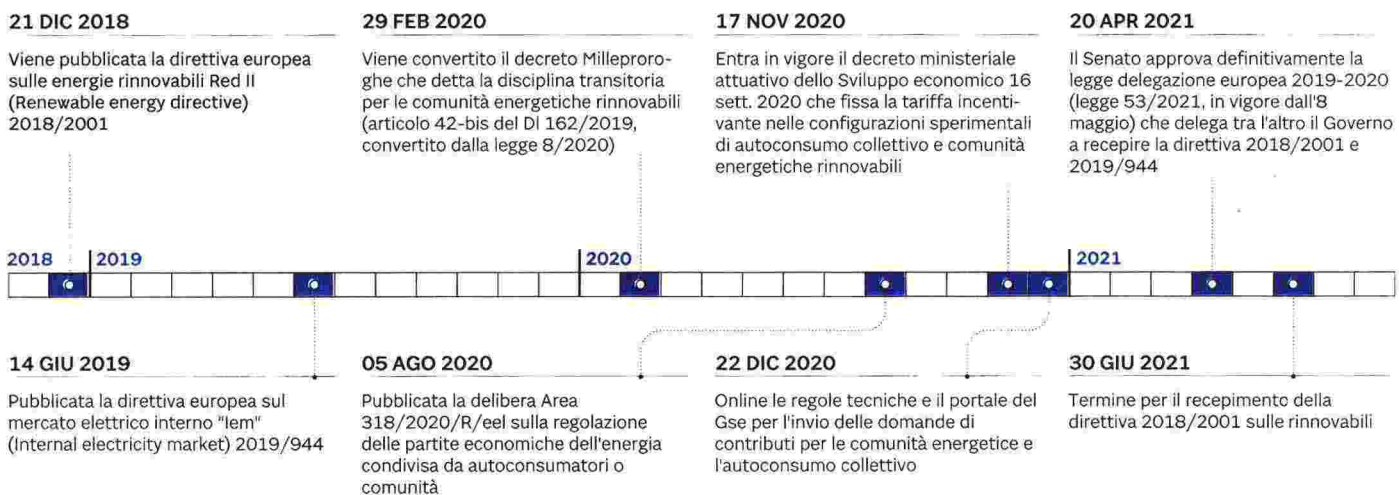 21 DIC 2018
Viene pubblicata la direttiva europea
sulle energie rinnovabili Red II
(Renewable energy directive)
2018/2001
29 FEB 2020
Viene convertito il decreto Milleproro-
ghe che detta la disciplina transitoria
per le comunità energetiche rinnovabili
(articolo 42-bis del Dl 162/2019,
convertito dalla legge 8/2020)
17 NOV 2020
Entra in vigore il decreto ministeriale
attuativo dello Sviluppo economico 16
sett. 2020 che fissa la tariffa incenti-
vante nelle configurazioni sperimentali
di autoconsumo collettivo e comunità
energetiche rinnovabili
20 APR 2021
Il Senato approva definitivamente la
legge delegazione europea 2019-2020
(legge 53/2021, in vigore dall'8
maggio) che delega tra l'altro il Governo
a recepire la direttiva 2018/2001 e
2019/944
2018
2019
2020
2021
14 GIU 2019
Pubblicata la direttiva europea sul
mercato elettrico interno "Iem"
(Internal electricity market) 2019/944
05 AGO 2020
Pubblicata la delibera Area
318/2020/R/eel sulla regolazione
delle partite economiche dell'energia
condivisa da autoconsumatori o
comunità
22 DIC 2020
Online le regole tecniche e il portale del
Gse per l'invio delle domande di
contributi per le comunità energetice e
l'autoconsumo collettivo
30 GIU 2021
Termine per il recepimento della
direttiva 2018/2001 sulle rinnovabili